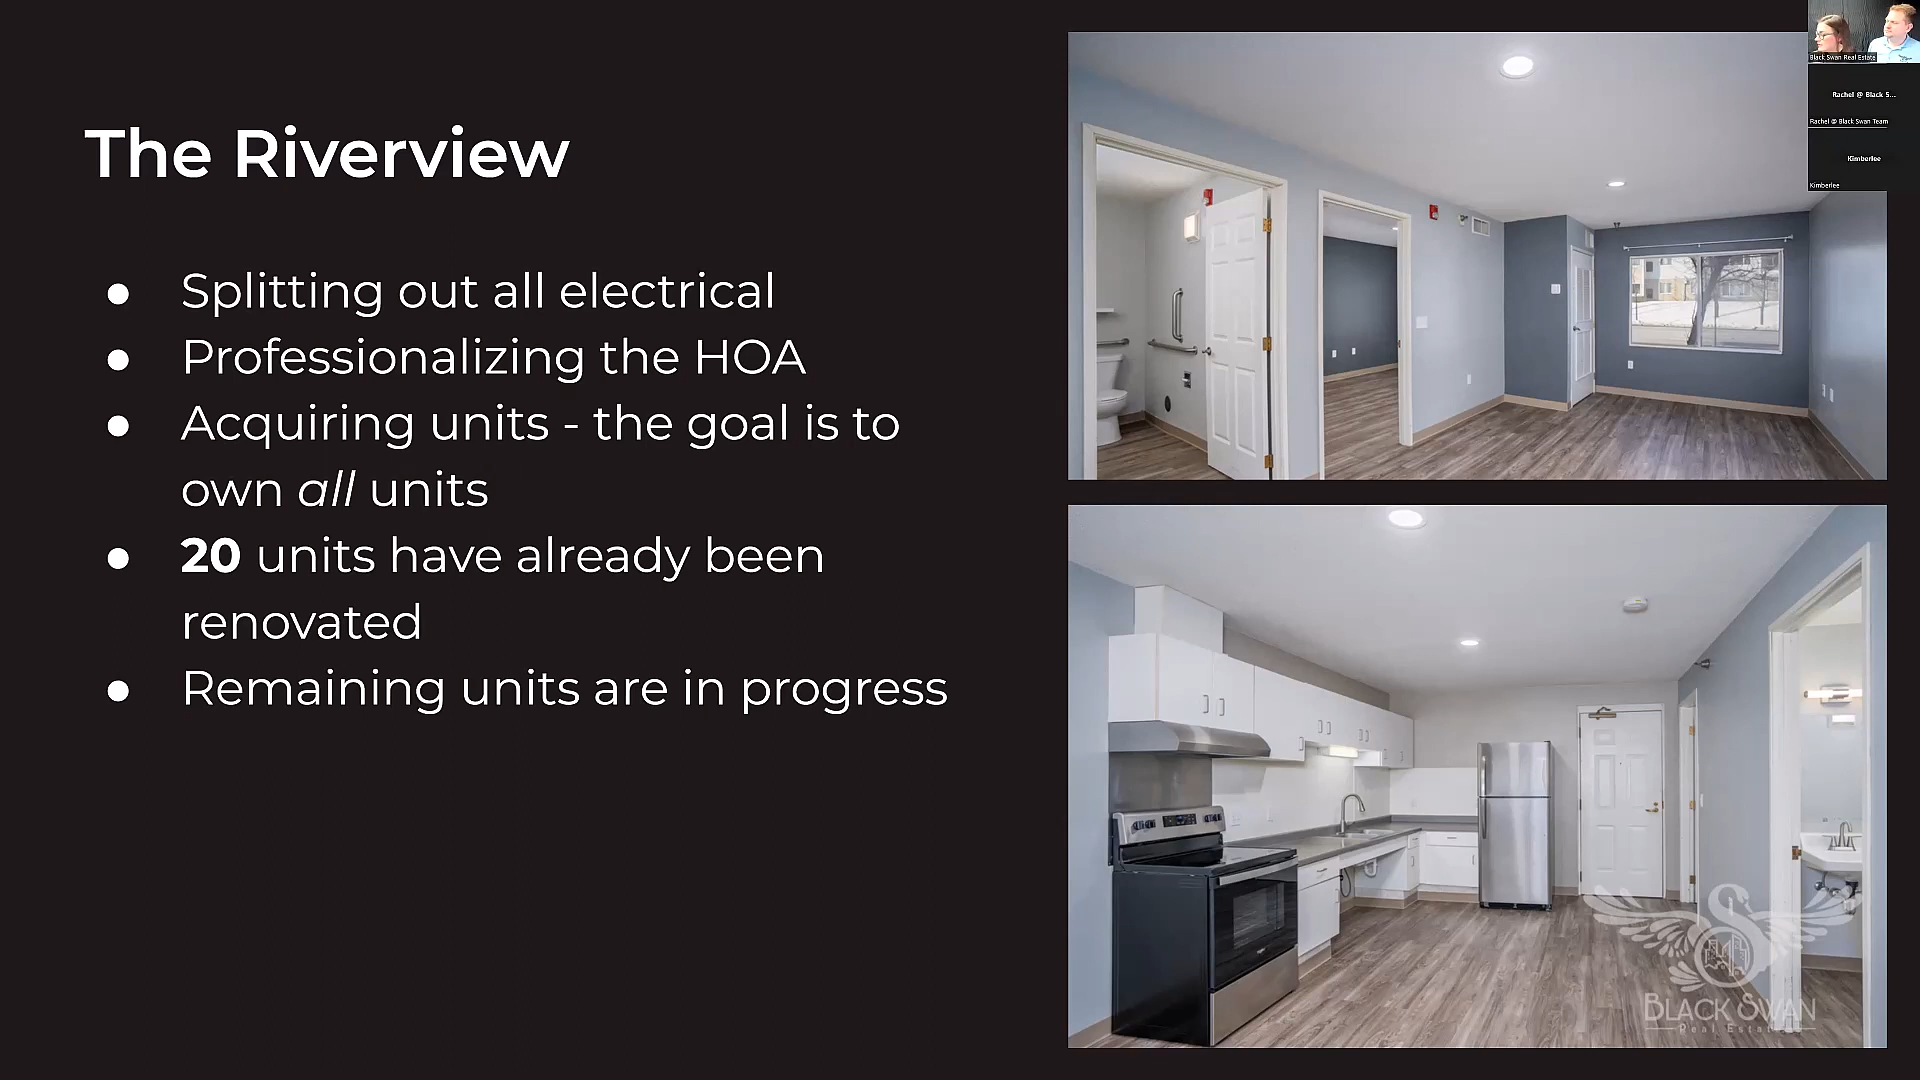 The Riverview
● Splitting out all electrical
● Professionalizing the HOA
● Acquiring units - the goal is to
own all units
● 20 units have already been
renovated
● Remaining units are in progress
Black Swan Real Estate
Rachel @ Black S...
Rachel @ Black Swan Team
Kimberlee
Kimberlee
BLACK SWAN
Real Estate